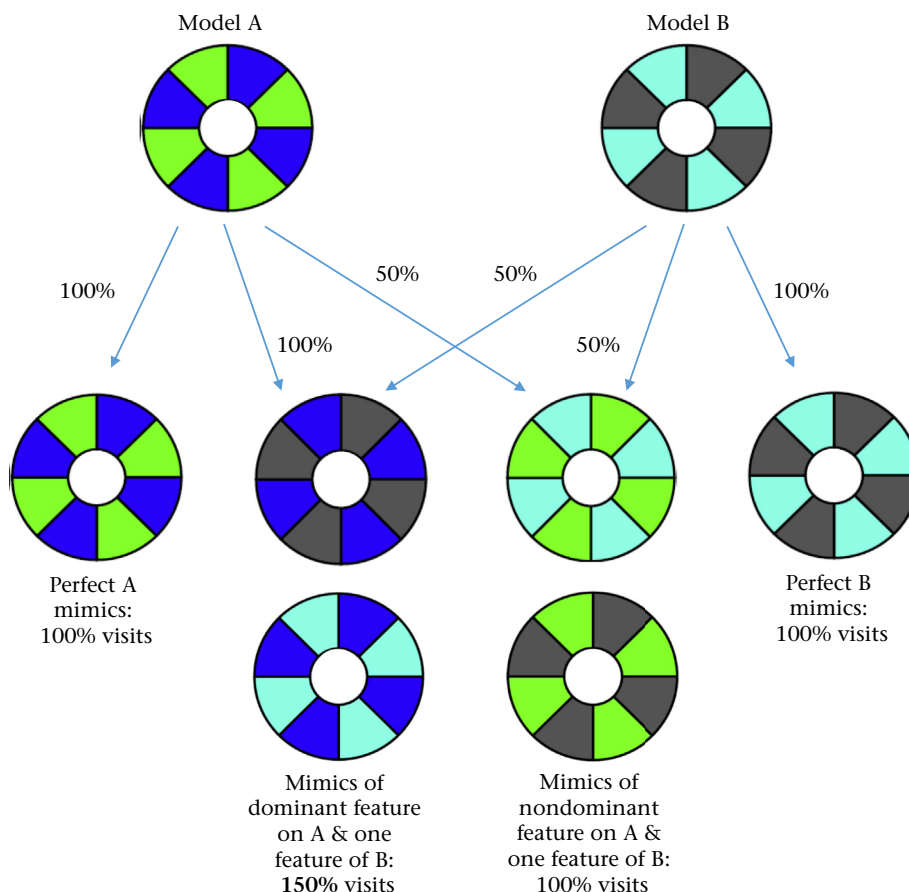 Model A
Model B
100%
100%
50%
50%
50%
100%
Perfect A
mimics:
100% visits
Perfect B
mimics:
100% visits
Mimics of
dominant feature
on A & one
feature of B:
150% visits
Mimics of
nondominant
feature on A &
one feature of B:
100% visits